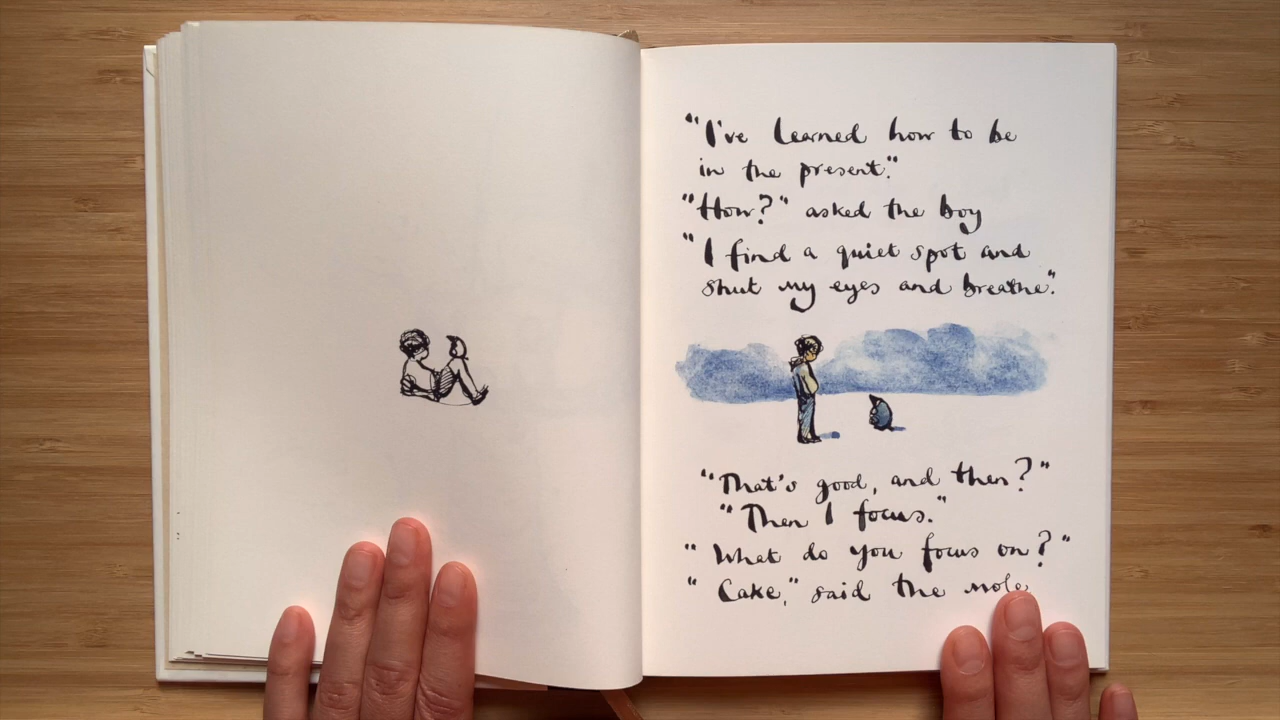 "I've learned how to be
in the present."
"How?" asked the boy
"I find a quiet spot and
shut my eyes and breathe."
"That's good, and then?"
"Then I focus."
"What do you focus on?"
"Cake," said the mole